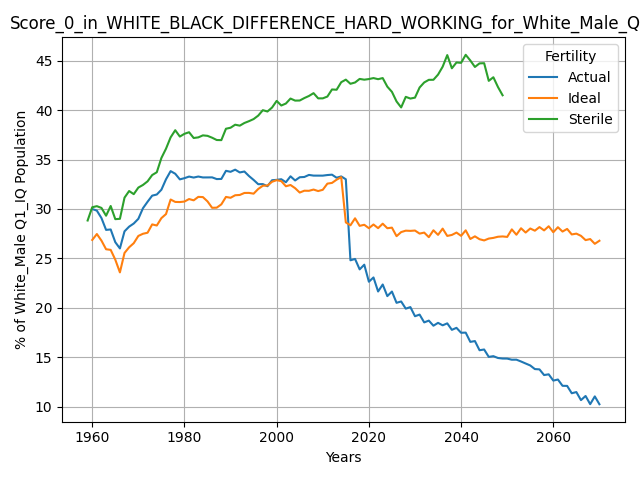 Score_0_in_WHITE_BLACK_DIFFERENCE_HARD_WORKING_for_White_Male_Q
% of White_Male Q1_IQ Population
45
40
35
30
25
20
15
10
Fertility
Actual
Ideal
Sterile
1960
1980
2000
2020
2040
2060
Years